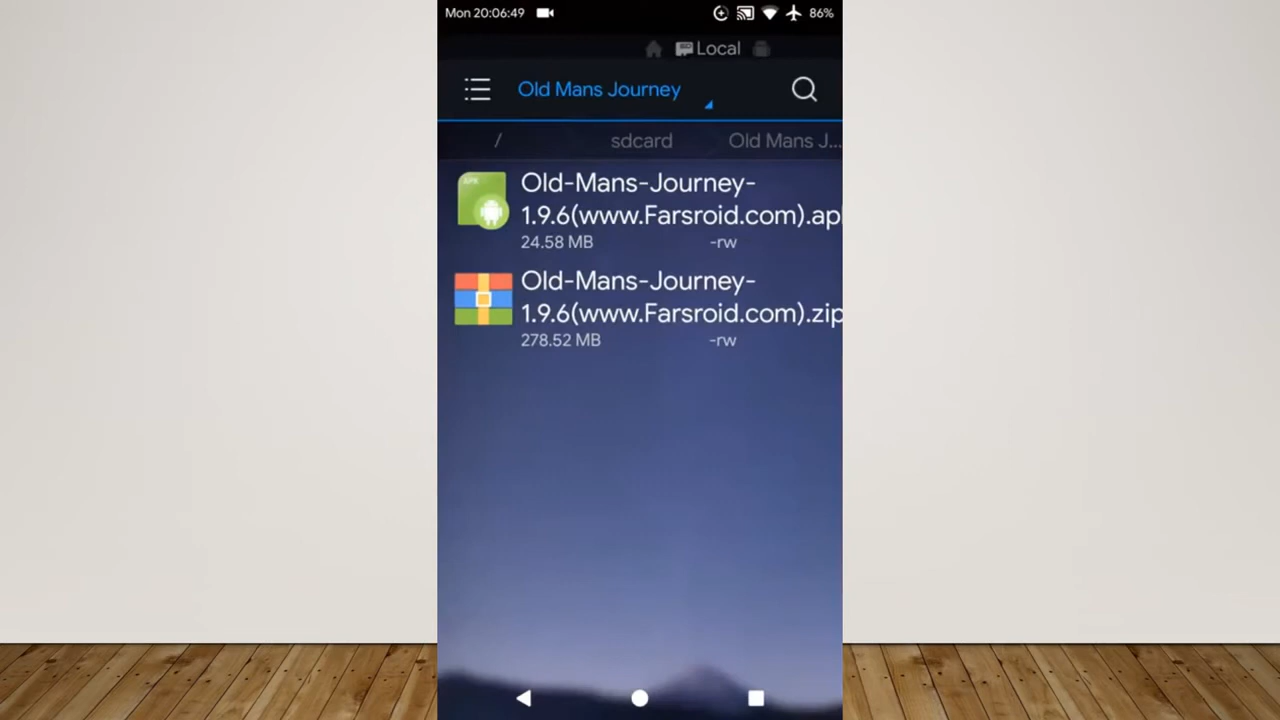 Mon 20:06:49 86%
Local
Old Mans Journey
/ sdcard Old Mans J...
APK
Old-Mans-Journey-
1.9.6(www.Farsroid.com).ap
24.58 MB -rw
Old-Mans-Journey-
1.9.6(www.Farsroid.com).zip
278.52 MB -rw